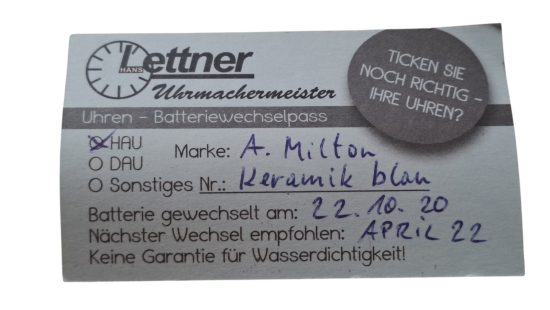 HANS
Lettner
Uhrmachermeister
TICKEN SIE
NOCH RICHTIG –
IHRE UHREN?
Uhren – Batteriewechselpass
HAU
DAU
Sonstiges
Marke: A. Milton
Nr.: Keramik blau
Batterie gewechselt am: 22.10.20
Nächster Wechsel empfohlen: APRIL 22
Keine Garantie für Wasserdichtigkeit!